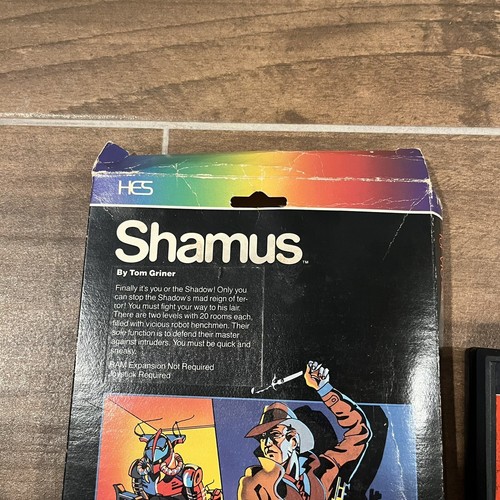 HES
Shamus™
By Tom Griner
Finally it's you or the Shadow! Only you
can stop the Shadow's mad reign of ter-
ror! You must fight your way to his lair.
There are two levels with 20 rooms each,
filled with vicious robot henchmen. Their
sole function is to defend their master
against intruders. You must be quick and
sneaky.
RAM Expansion Not Required
Joystick Required